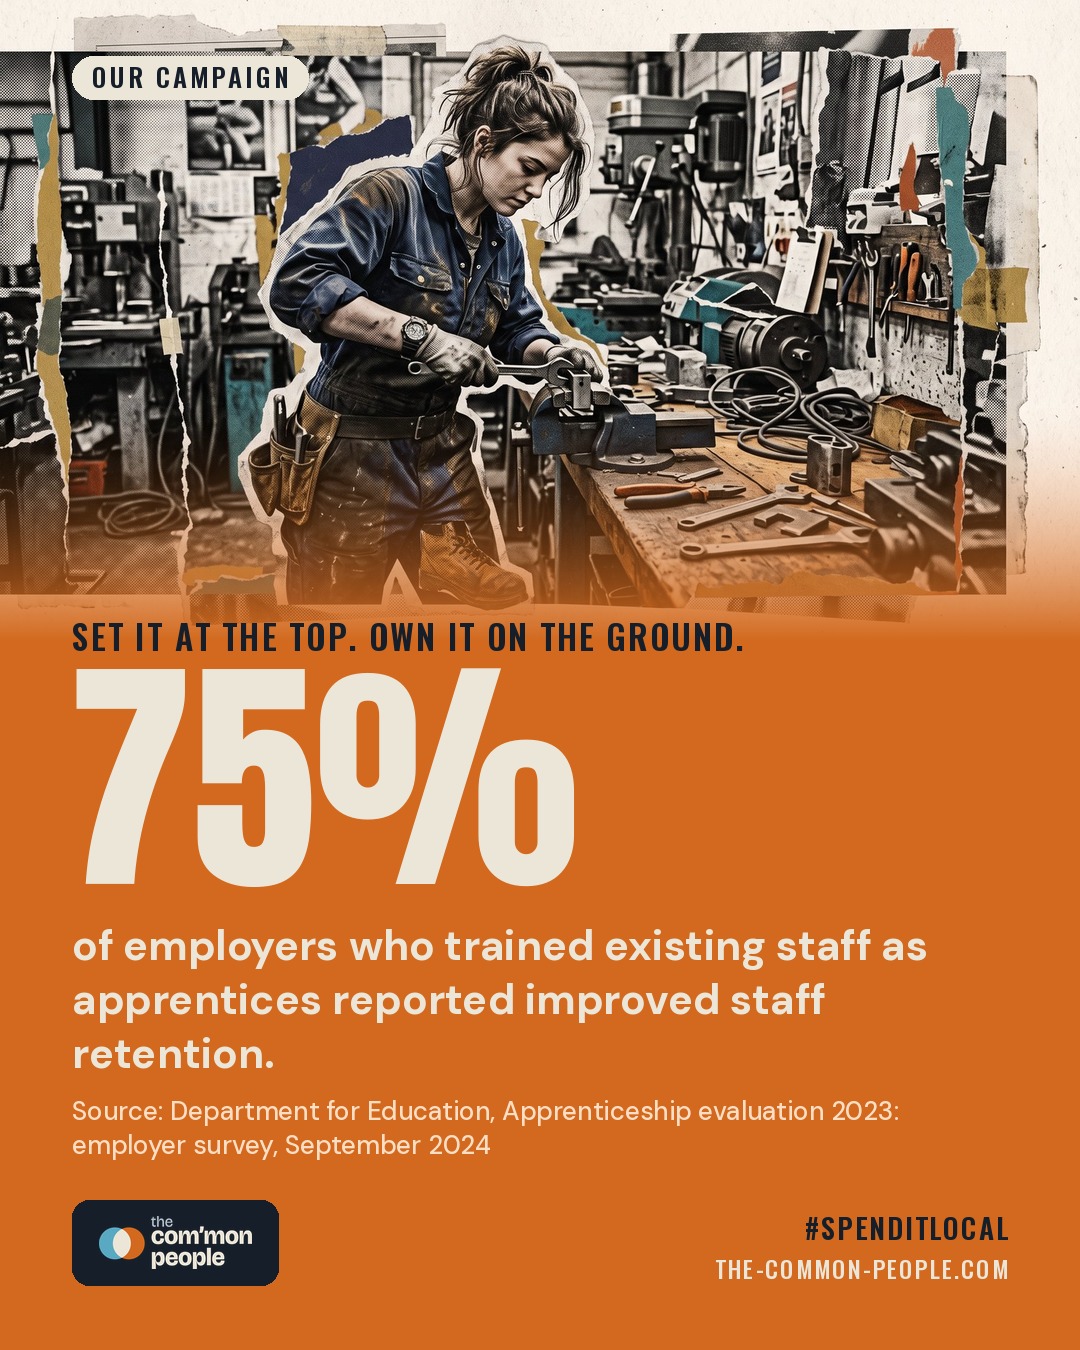 OUR CAMPAIGN
SET IT AT THE TOP. OWN IT ON THE GROUND.
75%
of employers who trained existing staff as
apprentices reported improved staff
retention.
Source: Department for Education, Apprenticeship evaluation 2023:
employer survey, September 2024
the
com'mon
people
#SPENDITLOCAL
THE-COMMON-PEOPLE.COM